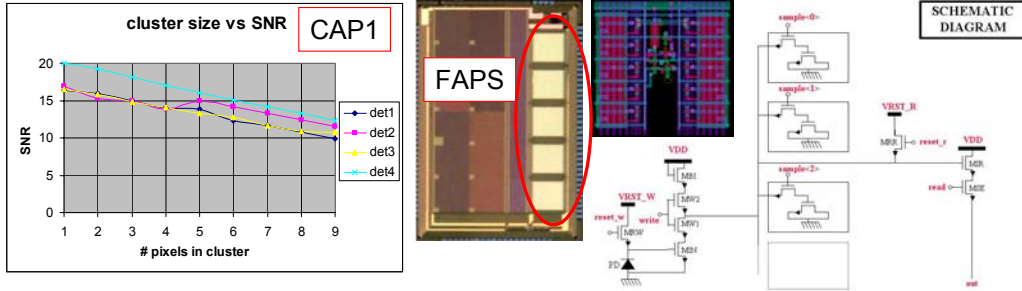 cluster size vs SNR
CAP1
20
15
10
5
0
SNR
1 2 3 4 5 6 7 8 9
# pixels in cluster
det1
det2
det3
det4
FAPS
SCHEMATIC
DIAGRAM
sample<0>
sample<1>
sample<2>
VRST_R
MRR
reset_r
VDD
MIR
read
MSE
out
VDD
MBI
VRST_W
MW2
reset_w
write
MRW
MW1
MIN
PD